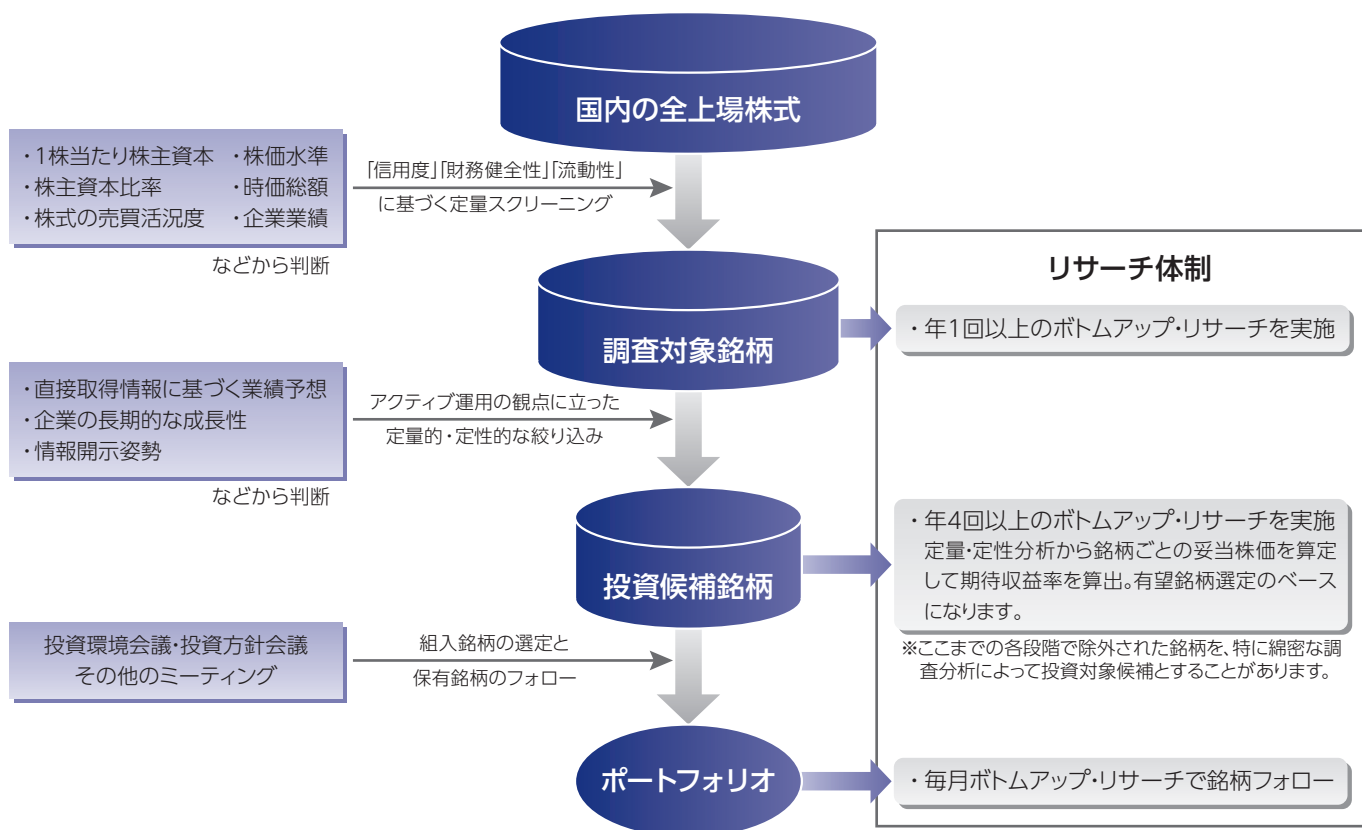 国内の全上場株式
・1株当たり株主資本 ・株価水準
・株主資本比率 ・時価総額
・株式の売買活況度 ・企業業績
などから判断
「信用度」「財務健全性」「流動性」
に基づく定量スクリーニング
リサーチ体制
調査対象銘柄
・年1回以上のボトムアップ・リサーチを実施
・直接取得情報に基づく業績予想
・企業の長期的な成長性
・情報開示姿勢
などから判断
アクティブ運用の観点に立った
定量的・定性的な絞り込み
投資候補銘柄
・年4回以上のボトムアップ・リサーチを実施
定量・定性分析から銘柄ごとの妥当株価を算定
して期待収益率を算出。有望銘柄選定のベース
になります。
※ここまでの各段階で除外された銘柄を、特に綿密な調
査分析によって投資対象候補とすることがあります。
投資環境会議・投資方針会議
その他のミーティング
組入銘柄の選定と
保有銘柄のフォロー
ポートフォリオ
・毎月ボトムアップ・リサーチで銘柄フォロー